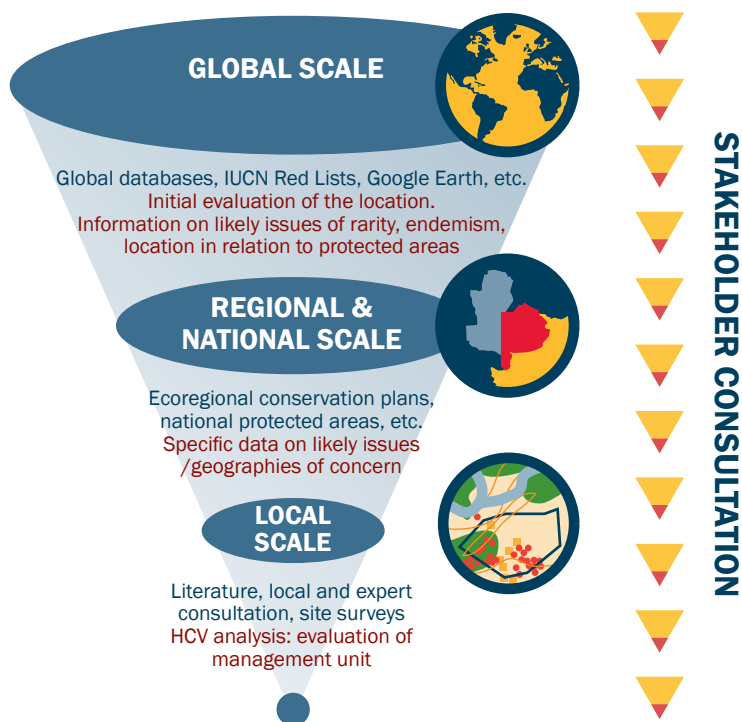 GLOBAL SCALE
Global databases, IUCN Red Lists, Google Earth, etc.
Initial evaluation of the location.
Information on likely issues of rarity, endemism,
location in relation to protected areas
REGIONAL &
NATIONAL SCALE
Ecoregional conservation plans,
national protected areas, etc.
Specific data on likely issues
/geographies of concern
LOCAL
SCALE
Literature, local and expert
consultation, site surveys
HCV analysis: evaluation of
management unit
STAKEHOLDER CONSULTATION